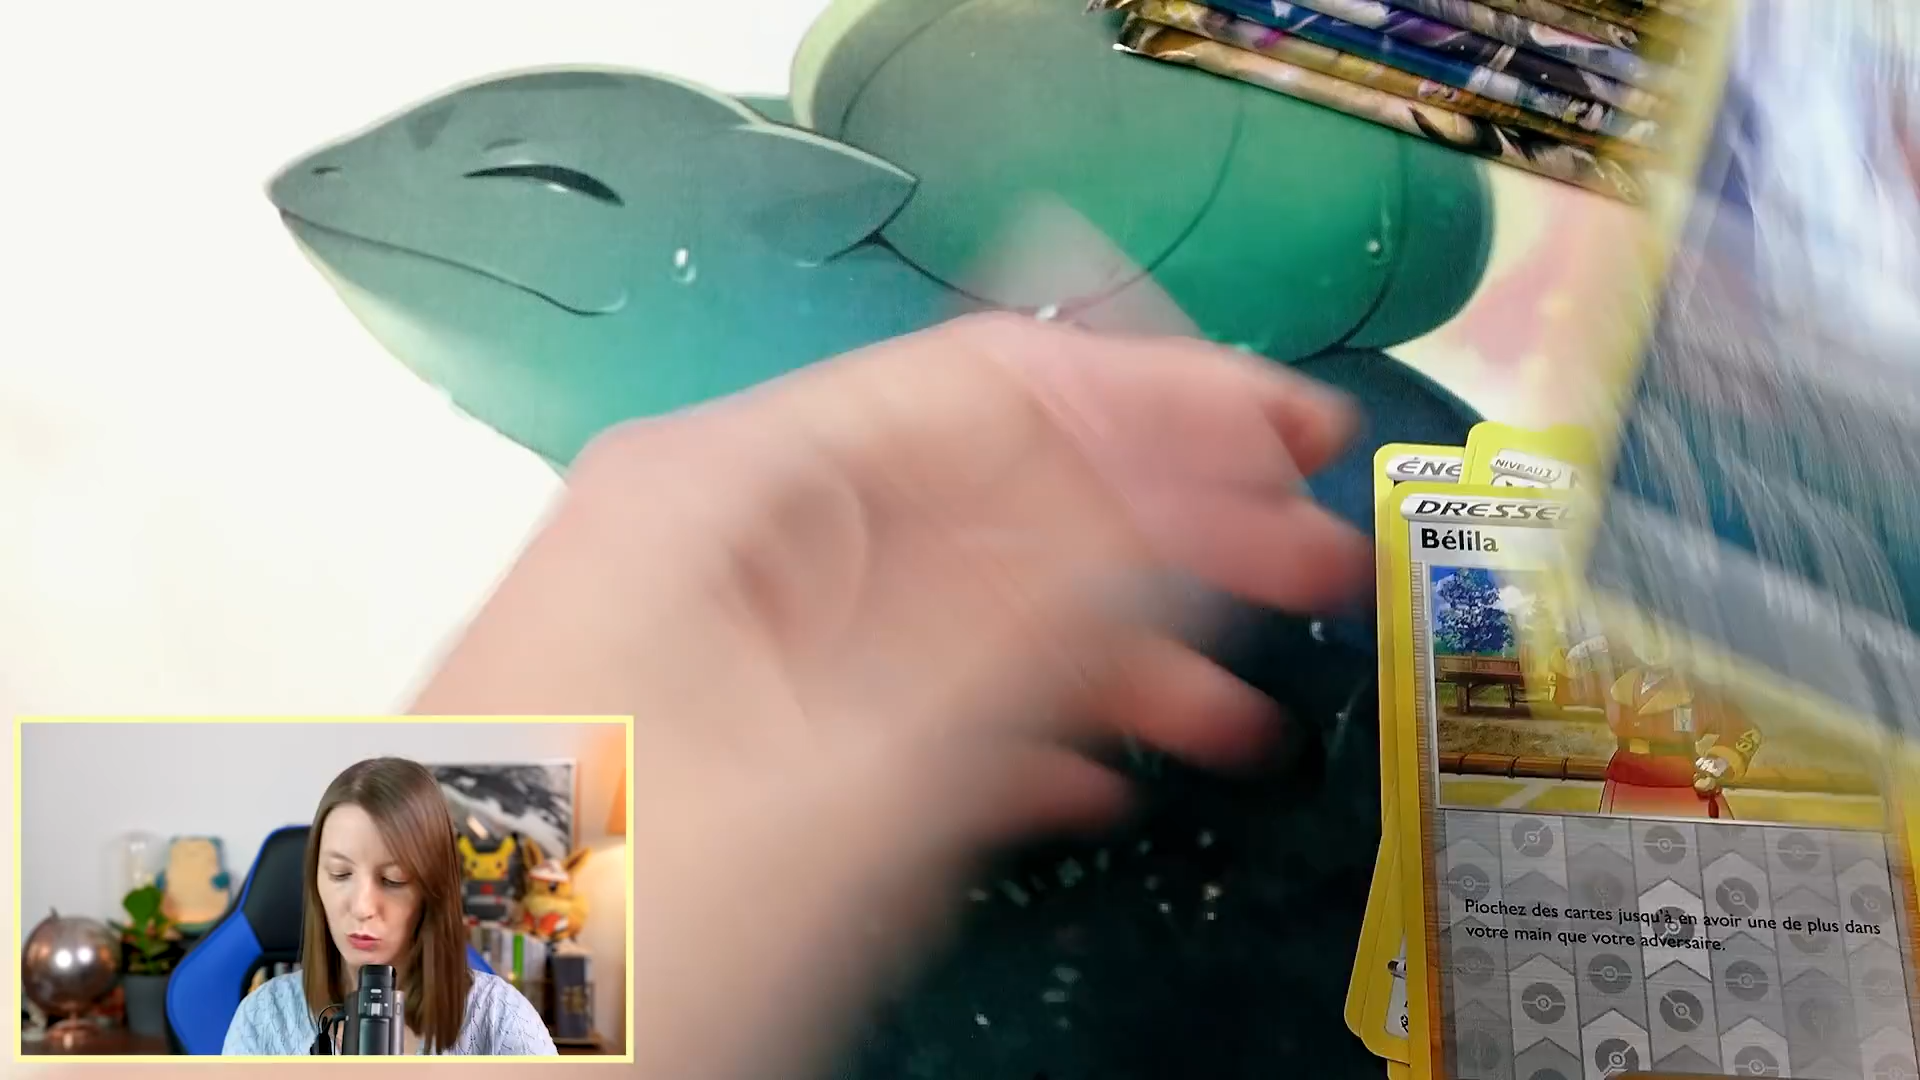 ÉNE
NIVEAU 1
DRESSE
Bélila
Piochez des cartes jusqu'à en avoir une de plus dans
votre main que votre adversaire.